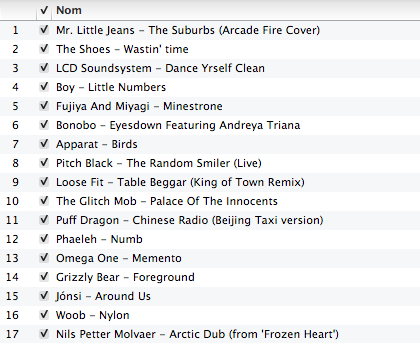 ✓ Nom
1 ✓ Mr. Little Jeans – The Suburbs (Arcade Fire Cover)
2 ✓ The Shoes – Wastin' time
3 ✓ LCD Soundsystem – Dance Yrself Clean
4 ✓ Boy – Little Numbers
5 ✓ Fujiya And Miyagi – Minestrone
6 ✓ Bonobo – Eyesdown Featuring Andreya Triana
7 ✓ Apparat – Birds
8 ✓ Pitch Black – The Random Smiler (Live)
9 ✓ Loose Fit – Table Beggar (King of Town Remix)
10 ✓ The Glitch Mob – Palace Of The Innocents
11 ✓ Puff Dragon – Chinese Radio (Beijing Taxi version)
12 ✓ Phaeleh – Numb
13 ✓ Omega One – Memento
14 ✓ Grizzly Bear – Foreground
15 ✓ Jónsi – Around Us
16 ✓ Woob – Nylon
17 ✓ Nils Petter Molvaer – Arctic Dub (from 'Frozen Heart')